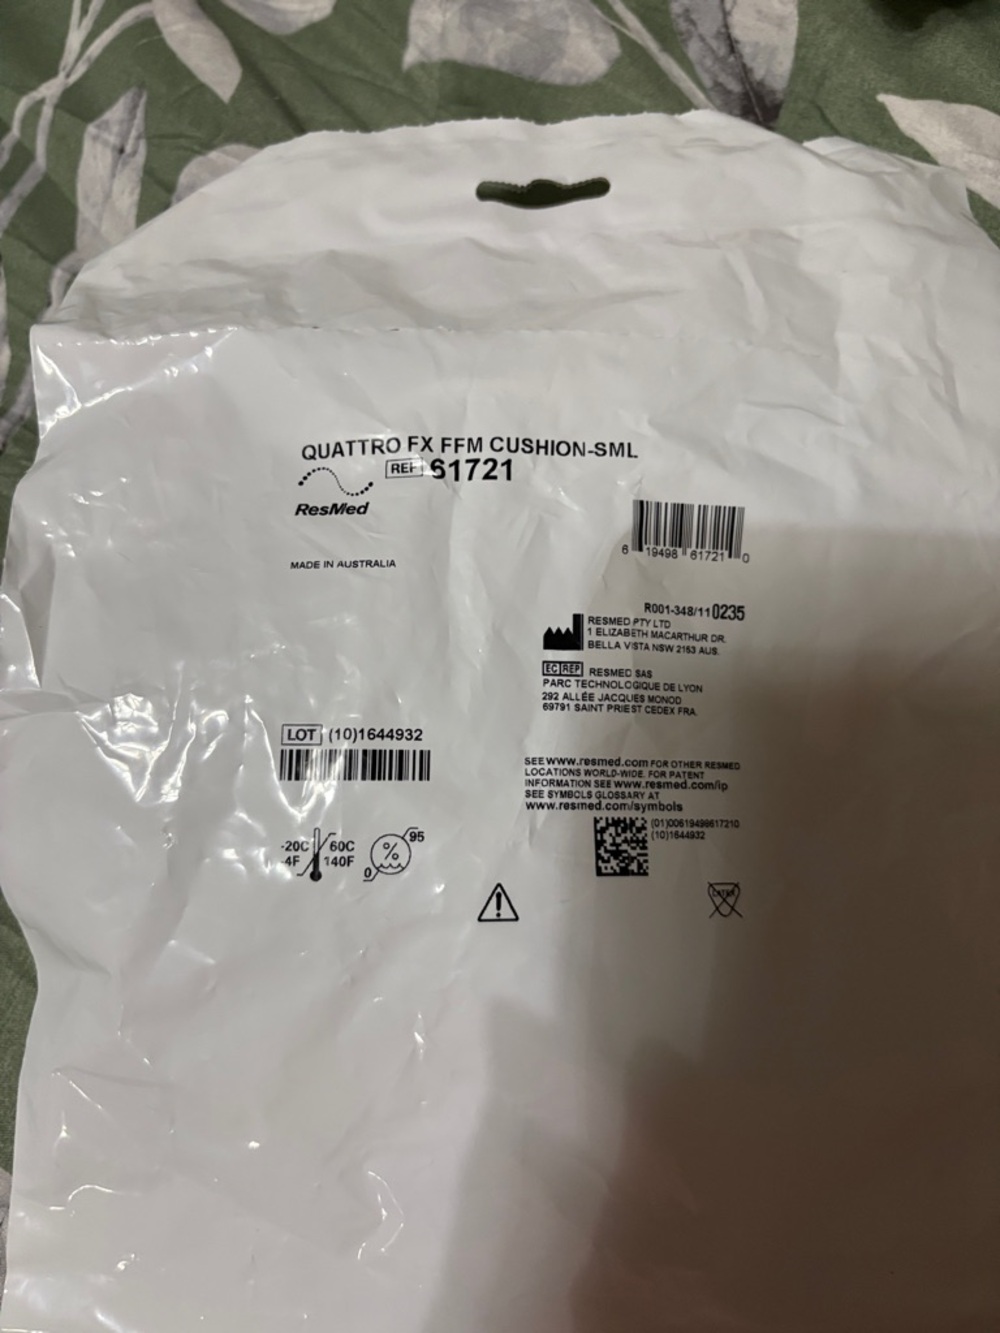 QUATTRO FX FFM CUSHION-SML
REF 61721
ResMed
MADE IN AUSTRALIA
6 19498 61721 0
R001-348/11 0235
RESMED PTY LTD
1 ELIZABETH MACARTHUR DR.
BELLA VISTA NSW 2153 AUS.
EC REP RESMED SAS
PARC TECHNOLOGIQUE DE LYON
292 ALLÉE JACQUES MONOD
69791 SAINT PRIEST CEDEX FRA.
LOT (10)1644932
SEE www.resmed.com FOR OTHER RESMED
LOCATIONS WORLD-WIDE. FOR PATENT
INFORMATION SEE www.resmed.com/ip
SEE SYMBOLS GLOSSARY AT
www.resmed.com/symbols
(01)00619498617210
(10)1644932
-20C 60C
-4F 140F
% 95
0
LATEX